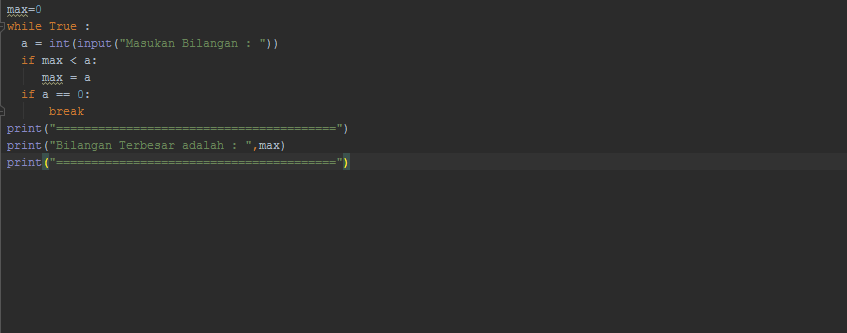 max=0
while True :
  a = int(input("Masukan Bilangan : "))
  if max < a:
     max = a
  if a == 0:
      break
print("========================================")
print("Bilangan Terbesar adalah : ",max)
print("========================================")